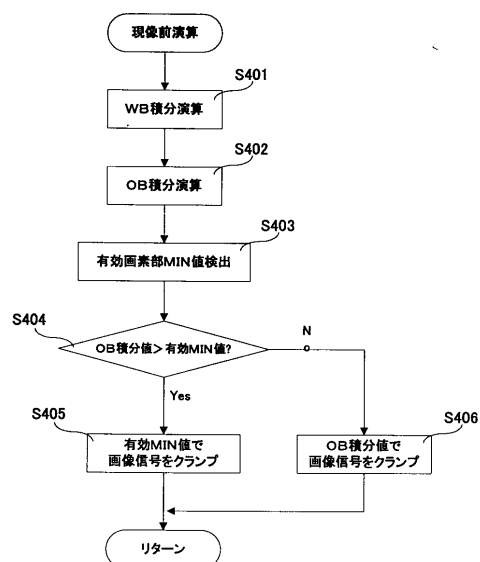 現像前演算
S401
WB積分演算
S402
OB積分演算
S403
有効画素部MIN値検出
S404
OB積分値＞有効MIN値?
N
o
Yes
S405
有効MIN値で
画像信号をクランプ
S406
OB積分値で
画像信号をクランプ
リターン